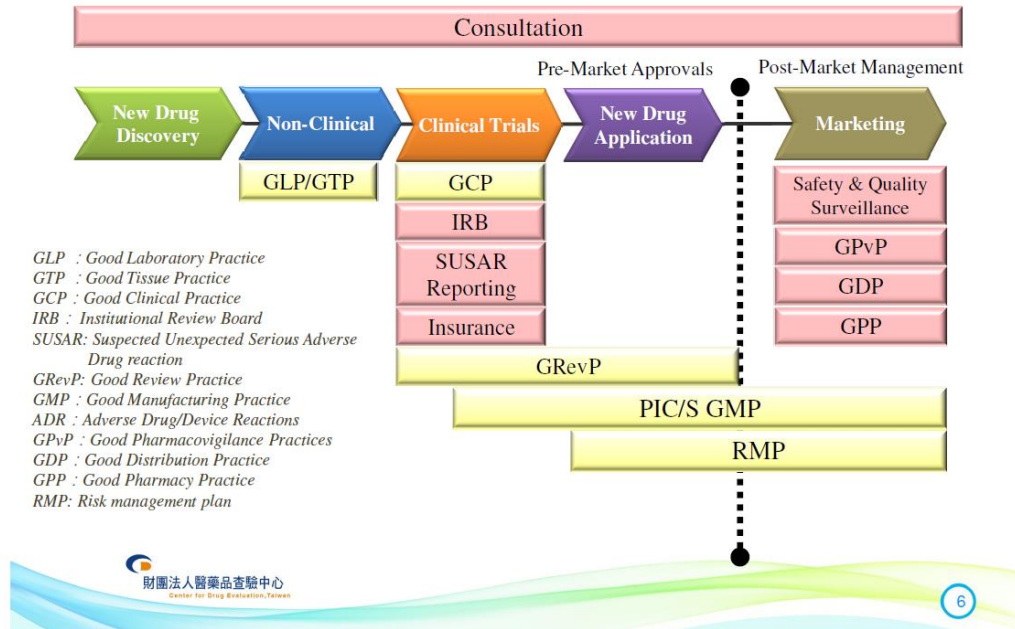 Consultation
Pre-Market Approvals
Post-Market Management
New Drug
Discovery
Non-Clinical
Clinical Trials
New Drug
Application
Marketing
GLP/GTP
GCP
IRB
SUSAR
Reporting
Insurance
Safety & Quality
Surveillance
GPvP
GDP
GPP
GRevP
PIC/S GMP
RMP
GLP : Good Laboratory Practice
GTP : Good Tissue Practice
GCP : Good Clinical Practice
IRB : Institutional Review Board
SUSAR: Suspected Unexpected Serious Adverse
Drug reaction
GRevP: Good Review Practice
GMP : Good Manufacturing Practice
ADR : Adverse Drug/Device Reactions
GPvP : Good Pharmacovigilance Practices
GDP : Good Distribution Practice
GPP : Good Pharmacy Practice
RMP: Risk management plan
財團法人醫藥品查驗中心
Center for Drug Evaluation,Taiwan
6